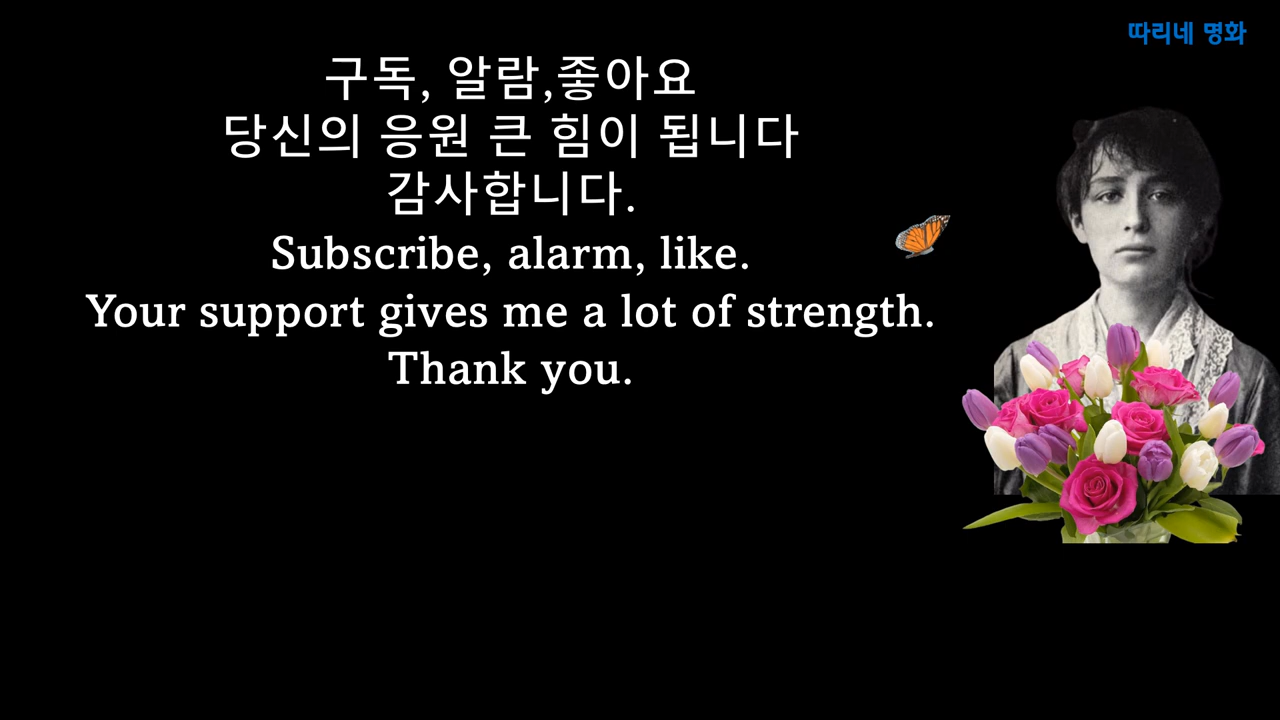 따리네 명화
구독, 알람,좋아요
당신의 응원 큰 힘이 됩니다
감사합니다.
Subscribe, alarm, like.
Your support gives me a lot of strength.
Thank you.